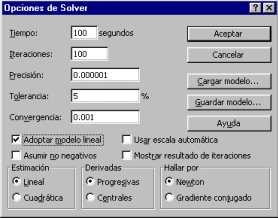 Opciones de Solver
Tiempo: 100 segundos Aceptar
Iteraciones: 100 Cancelar
Precisión: 0.000001 Cargar modelo...
Tolerancia: 5 % Guardar modelo...
Convergencia: 0.001 Ayuda
Adoptar modelo lineal Usar escala automática
Asumir no negativos Mostrar resultado de iteraciones
Estimación Derivadas Hallar por
Lineal Progresivas Newton
Cuadrática Centrales Gradiente conjugado